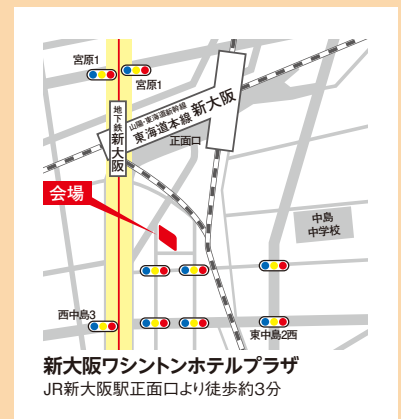 宮原1
宮原1
山陽・東海道新幹線
東海道本線
新大阪
正面口
地下鉄
新大阪
会場
中島
中学校
西中島3
東中島2西
新大阪ワシントンホテルプラザ
JR新大阪駅正面口より徒歩約3分